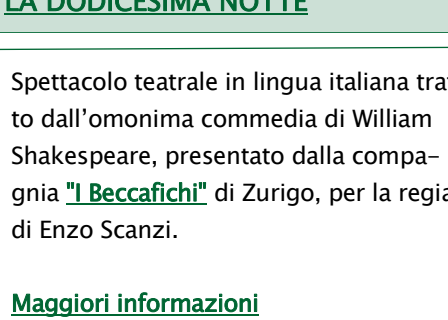 LA DODICESIMA NOTTE
Spettacolo teatrale in lingua italiana trat
to dall’omonima commedia di William
Shakespeare, presentato dalla compa-
gnia "I Beccafichi" di Zurigo, per la regia
di Enzo Scanzi.
Maggiori informazioni